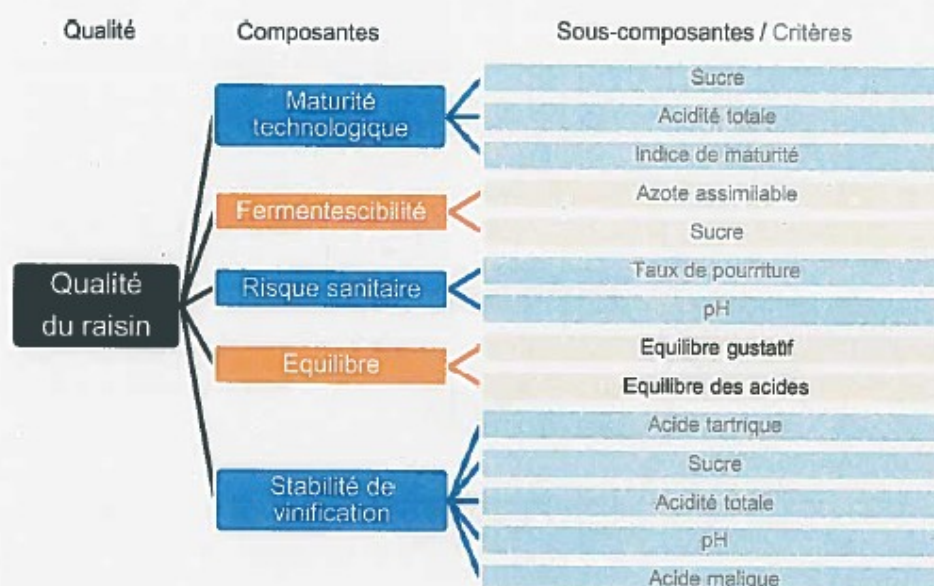 Qualité Composantes Sous-composantes / Critères
Maturité
technologique
Sucre
Acidité totale
Indice de maturité
Fermentescibilité
Azote assimilable
Sucre
Qualité
du raisin
Risque sanitaire
Taux de pourriture
pH
Equilibre
Equilibre gustatif
Equilibre des acides
Stabilité de
vinification
Acide tartrique
Sucre
Acidité totale
pH
Acide malique